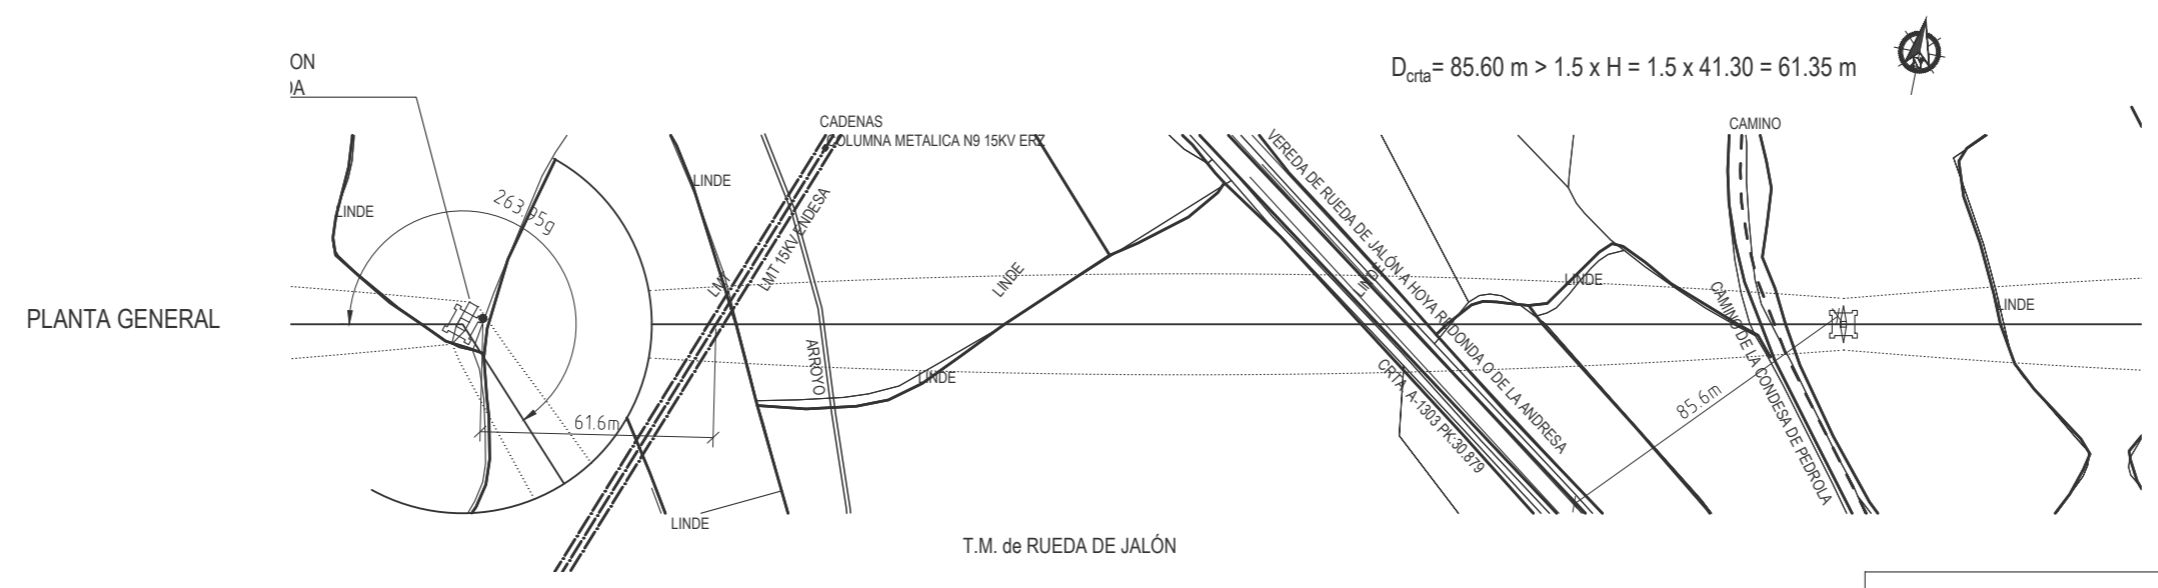 ON
DA
D_crta= 85.60 m > 1.5 x H = 1.5 x 41.30 = 61.35 m
CADENAS
COLUMNA METALICA N9 15KV ERZ
CAMINO
LINDE
LINDE
263.95g
LMT
LMT 15KV ENDESA
VEREDA DE RUEDA DE JALÓN A HOYA REDONDA O DE LA ANDRESA
LINDE
LINDE
LINDE
LINDE
PLANTA GENERAL
ARROYO
LINDE
CRTA A-1303 PK:30.879
CAMINO DE LA CONDESA DE PEDROLA
85.6m
61.6m
LINDE
T.M. de RUEDA DE JALÓN